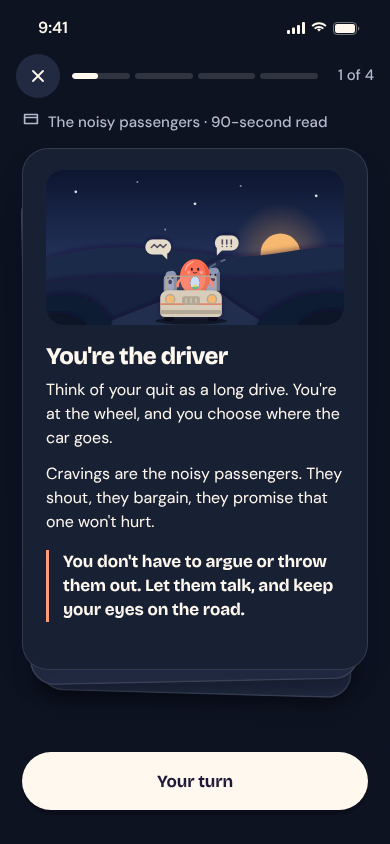 9:41
1 of 4
The noisy passengers · 90-second read
!!!
You're the driver
Think of your quit as a long drive. You're
at the wheel, and you choose where the
car goes.
Cravings are the noisy passengers. They
shout, they bargain, they promise that
one won't hurt.
You don't have to argue or throw
them out. Let them talk, and keep
your eyes on the road.
Your turn